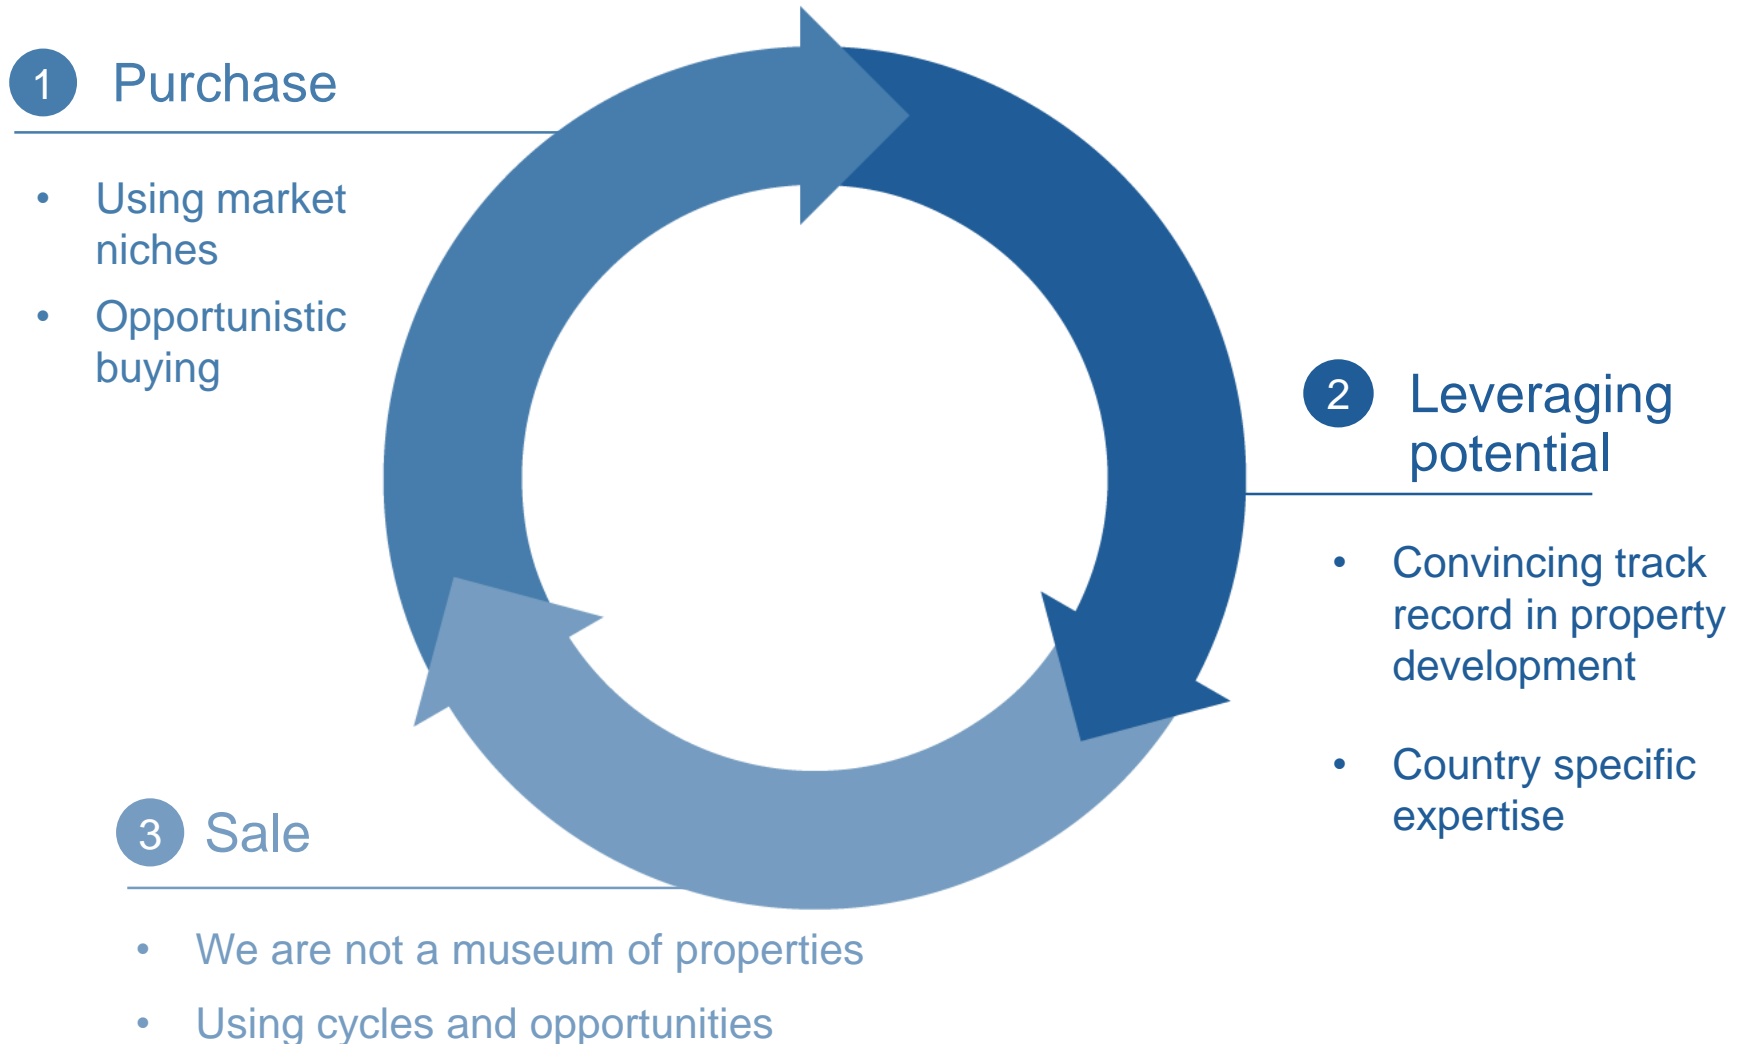 1 Purchase
• Using market
niches
• Opportunistic
buying
2 Leveraging
potential
• Convincing track
record in property
development
• Country specific
expertise
3 Sale
• We are not a museum of properties
• Using cycles and opportunities